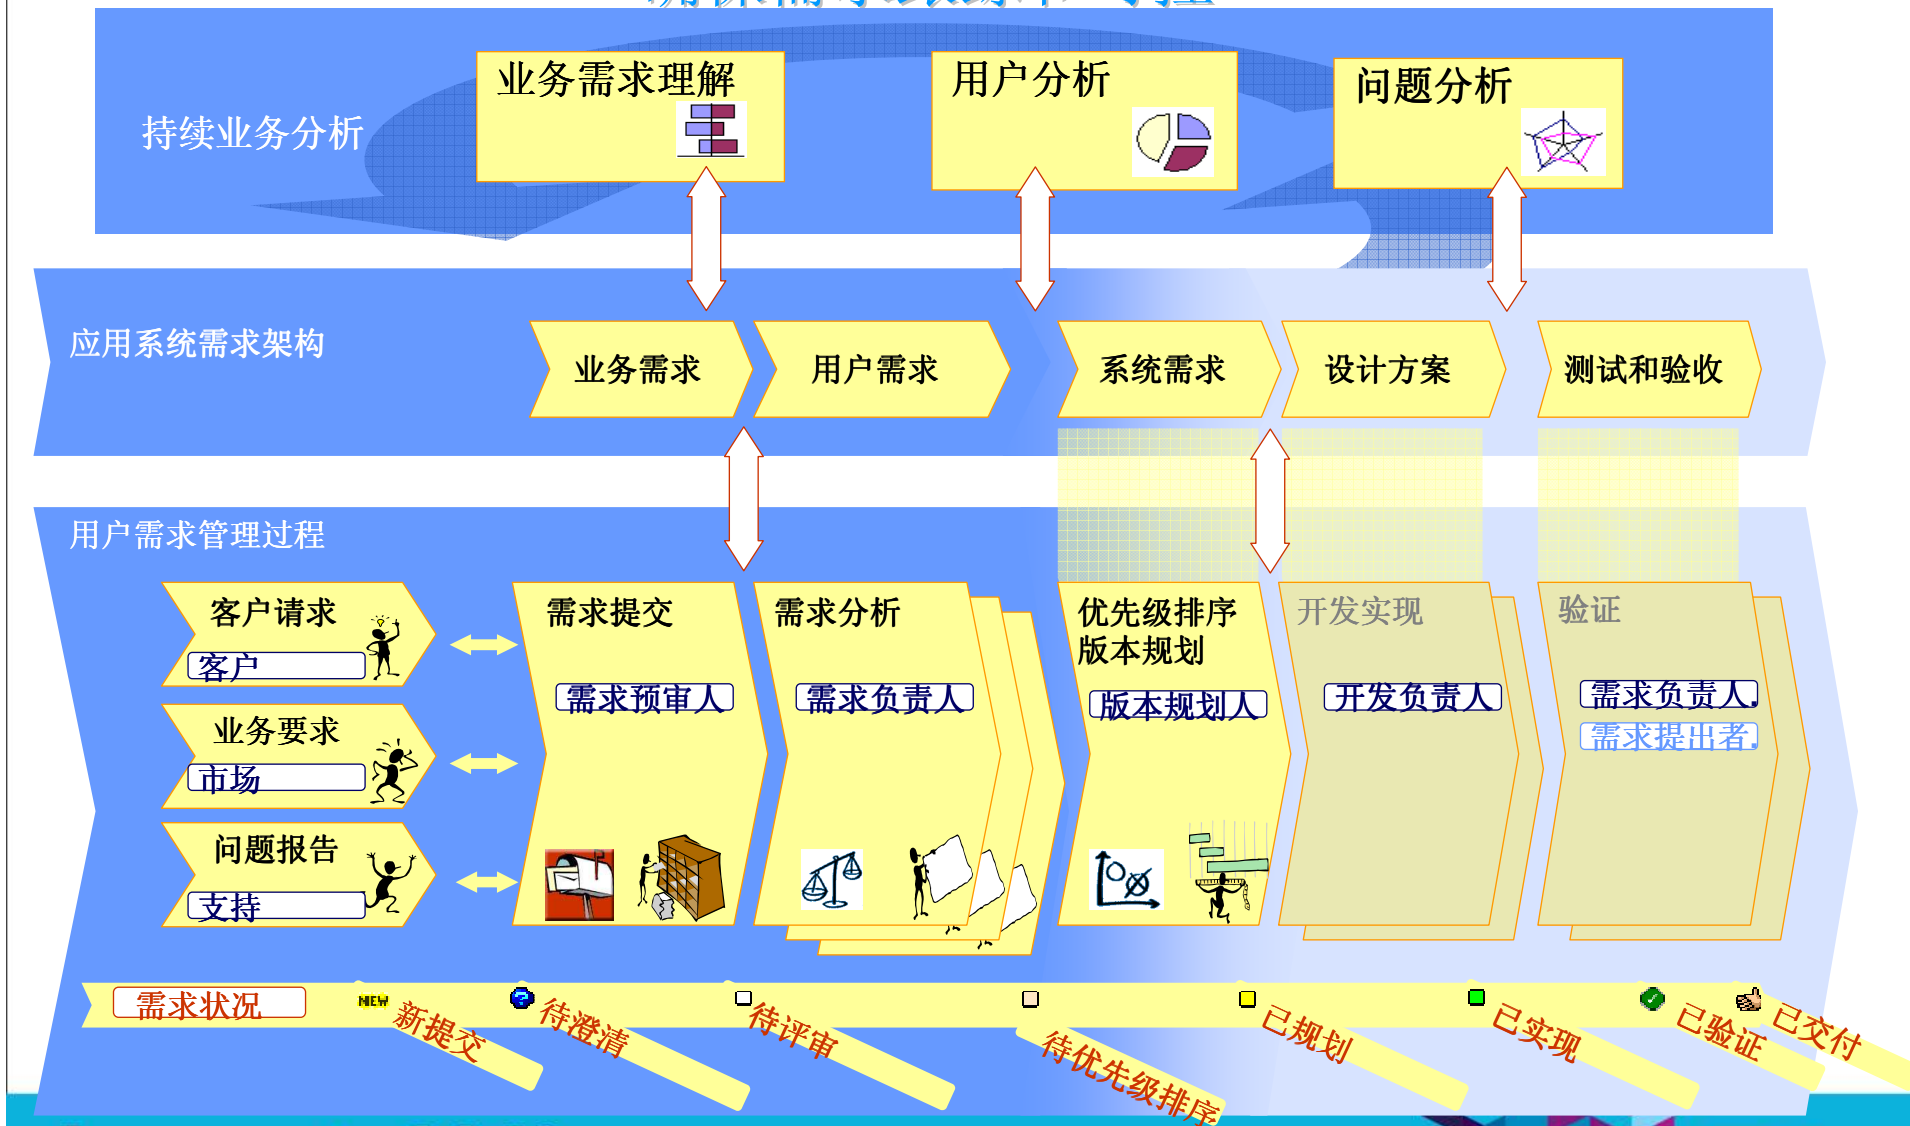 业务需求理解
用户分析
问题分析
持续业务分析
应用系统需求架构
业务需求
用户需求
系统需求
设计方案
测试和验收
用户需求管理过程
客户请求
客户
业务要求
市场
问题报告
支持
需求提交
需求预审人
需求分析
需求负责人
优先级排序
版本规划
版本规划人
开发实现
开发负责人
验证
需求负责人.
需求提出者.
需求状况
NEW
新提交
?
待澄清
待评审
待优先级排序
已规划
已实现
已验证
已交付